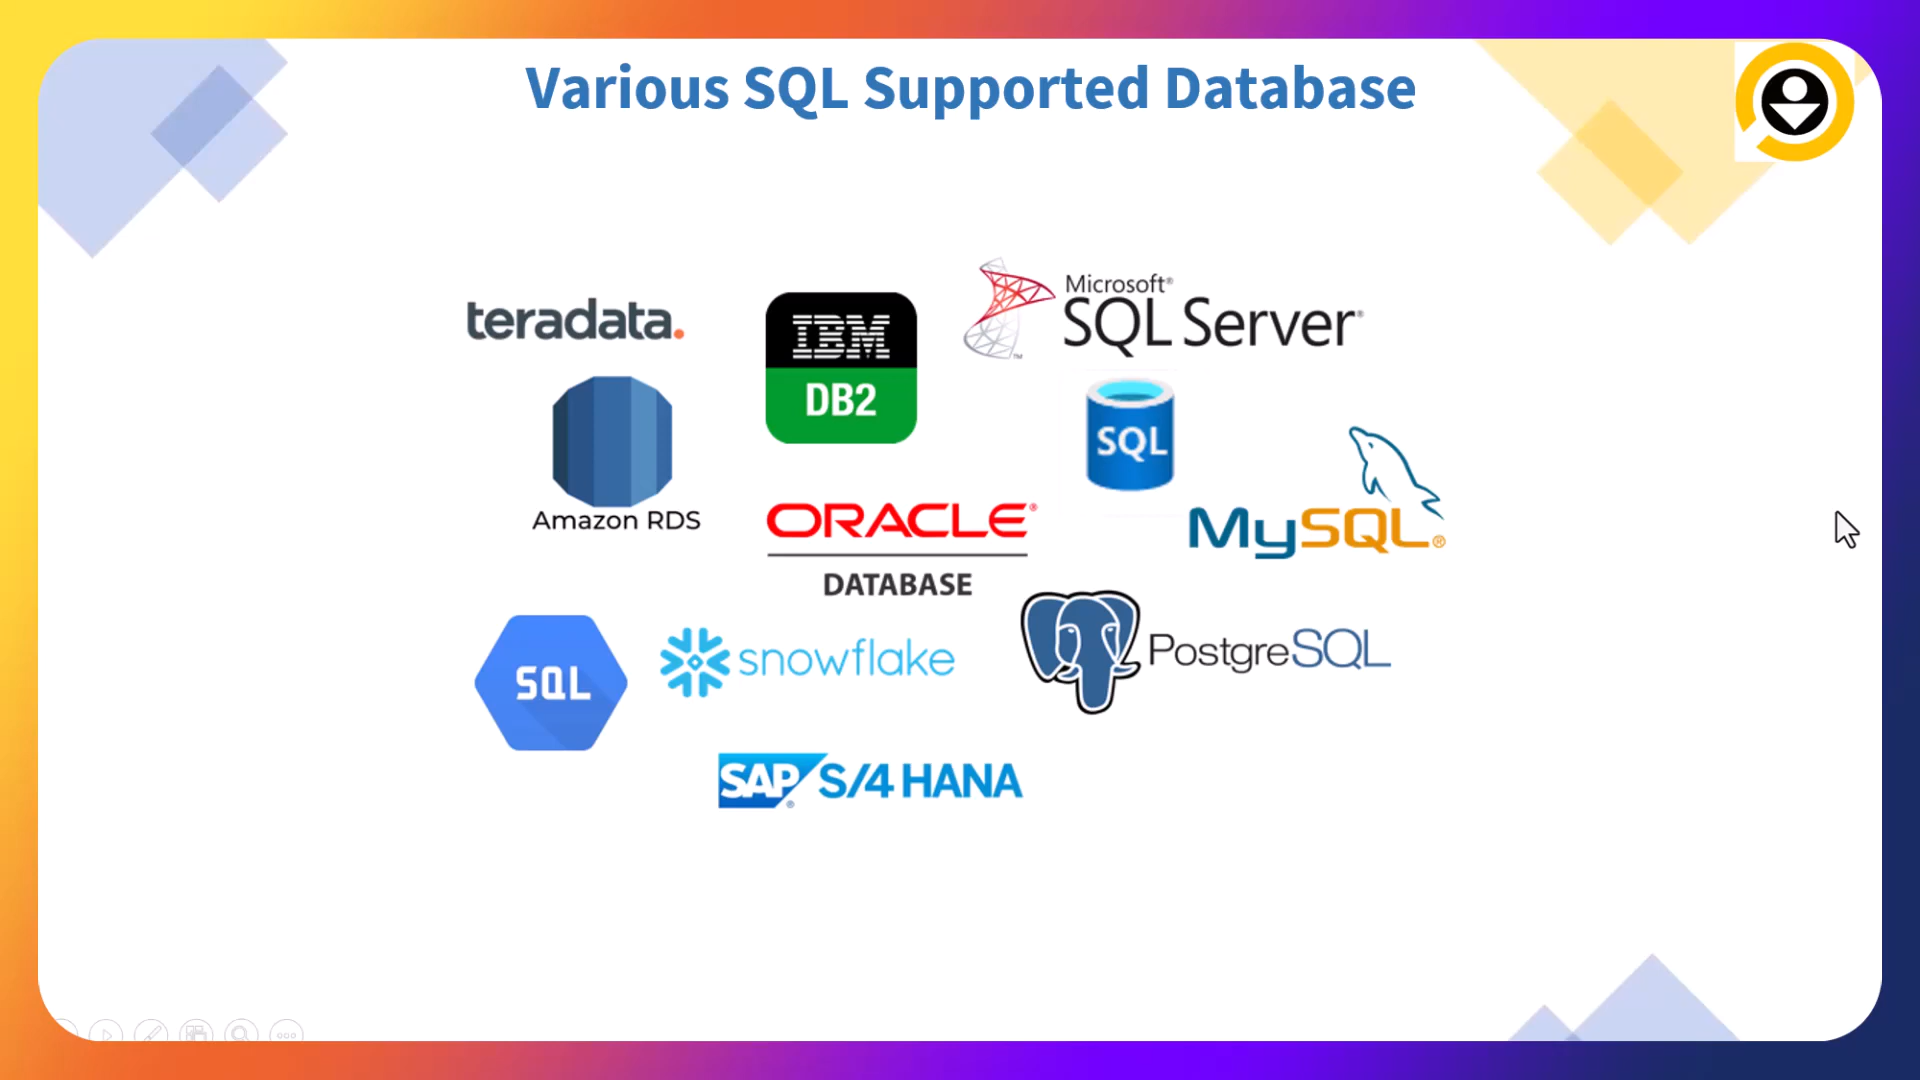 Various SQL Supported Database
teradata.
IBM
DB2
Microsoft®
SQL Server®
™
SQL
Amazon RDS
ORACLE®
DATABASE
MySQL®
SQL
snowflake
PostgreSQL
SAP® S/4 HANA